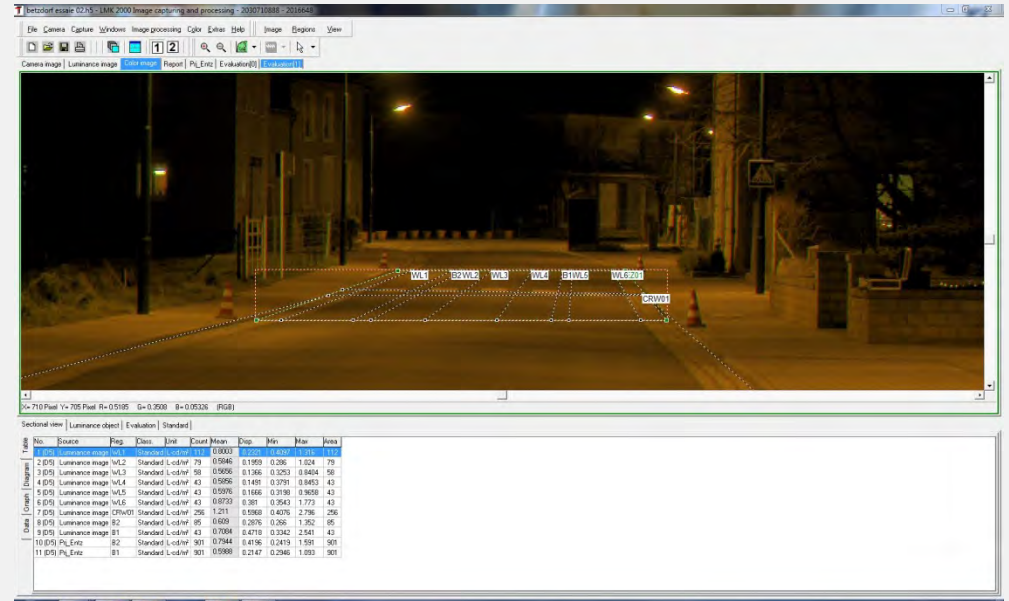 betzdorf essaie 02.h5 - LMK 2000 Image capturing and processing - 2030710888 - 2016648
File Camera Capture Windows Image processing Color Extras Help Image Regions View
1 2
Camera image Luminance image Color image Report Prj_Entz Evaluation[0] Evaluation[1]
WL1 B2 WL2 WL3 WL4 B1 WL5 WL6 Z01
CRW01
X= 710 Pixel Y= 705 Pixel R= 0.5185 G= 0.3508 B= 0.05326 (RGB)
Sectional view Luminance object Evaluation Standard
Table
Diagram
Graph
Data
No. Source Reg. Class. Unit Count Mean Disp. Min Max Area
1 (D5) Luminance image WL1 Standard L-cd/m² 112 0.8003 0.2321 0.4097 1.316 112
2 (D5) Luminance image WL2 Standard L-cd/m² 79 0.5846 0.1959 0.286 1.024 79
3 (D5) Luminance image WL3 Standard L-cd/m² 58 0.5656 0.1366 0.3253 0.8404 58
4 (D5) Luminance image WL4 Standard L-cd/m² 43 0.5856 0.1491 0.3791 0.8453 43
5 (D5) Luminance image WL5 Standard L-cd/m² 43 0.5976 0.1666 0.3198 0.9658 43
6 (D5) Luminance image WL6 Standard L-cd/m² 43 0.8733 0.381 0.3543 1.773 43
7 (D5) Luminance image CRW01 Standard L-cd/m² 256 1.211 0.5968 0.4076 2.796 256
8 (D5) Luminance image B2 Standard L-cd/m² 85 0.609 0.2876 0.266 1.352 85
9 (D5) Luminance image B1 Standard L-cd/m² 43 0.7084 0.4718 0.3342 2.541 43
10 (D5) Prj_Entz B2 Standard L-cd/m² 901 0.7944 0.4196 0.2419 1.591 901
11 (D5) Prj_Entz B1 Standard L-cd/m² 901 0.5988 0.2147 0.2946 1.093 901